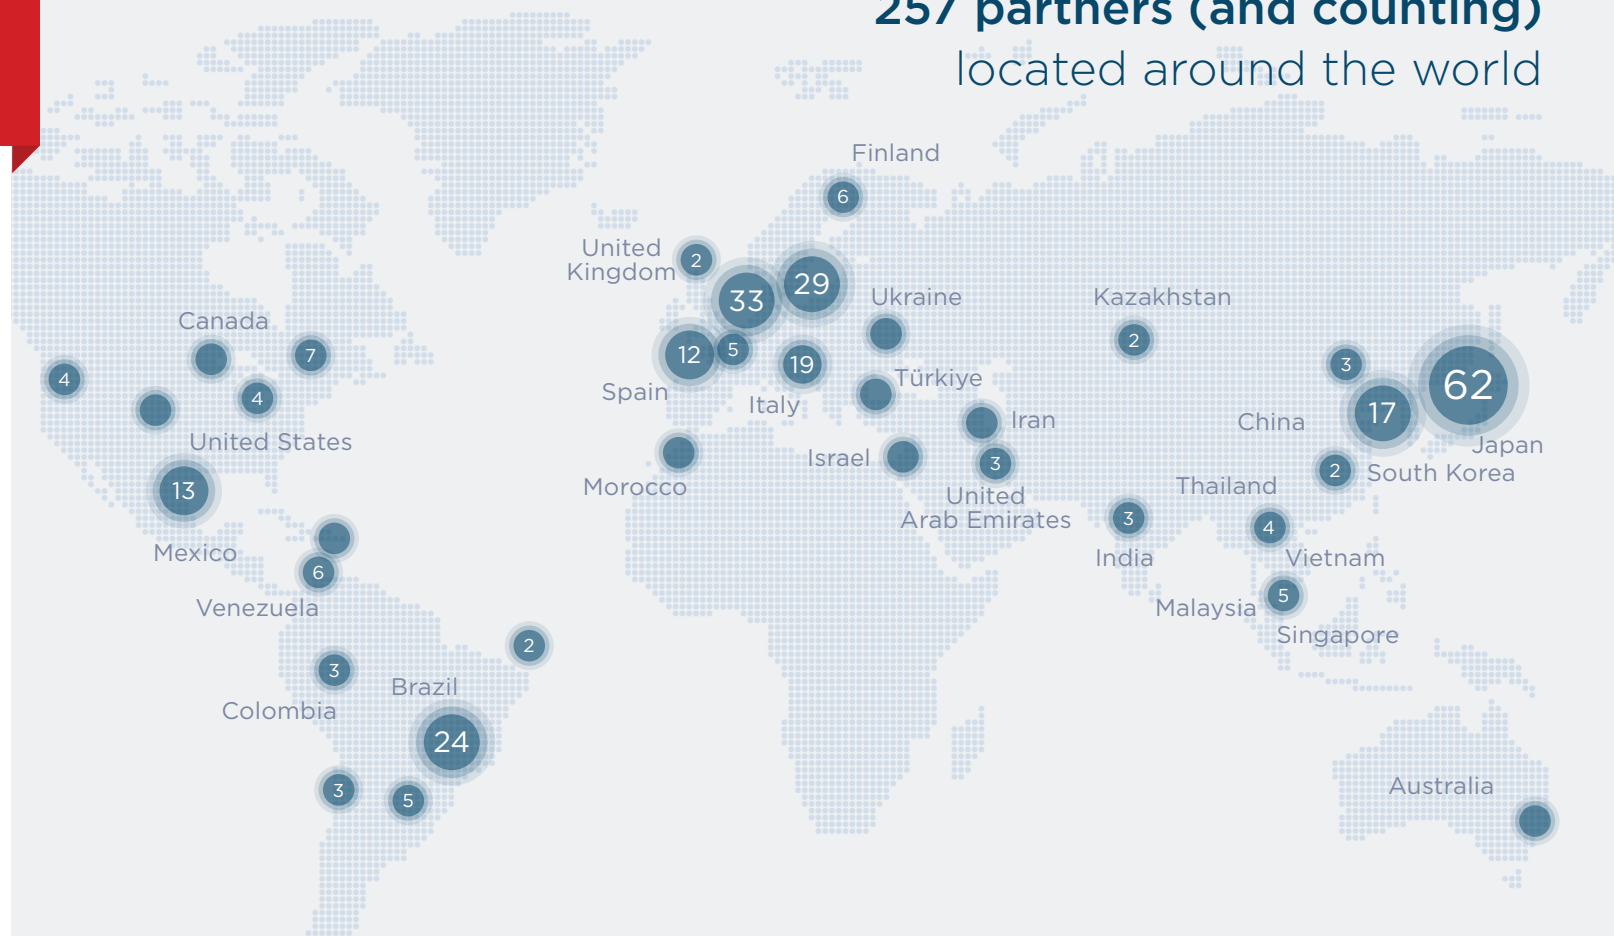 257 partners (and counting)
located around the world
Finland
6
United
Kingdom
2
33
29
Ukraine
Kazakhstan
2
Canada
7
4
4
12
5
19
Spain
Italy
Türkiye
3
62
17
China
Japan
South Korea
2
United States
13
Mexico
Iran
Israel
3
United
Arab Emirates
Morocco
Thailand
3
India
4
Vietnam
6
Venezuela
Malaysia
5
Singapore
2
3
Colombia
Brazil
24
3
5
Australia